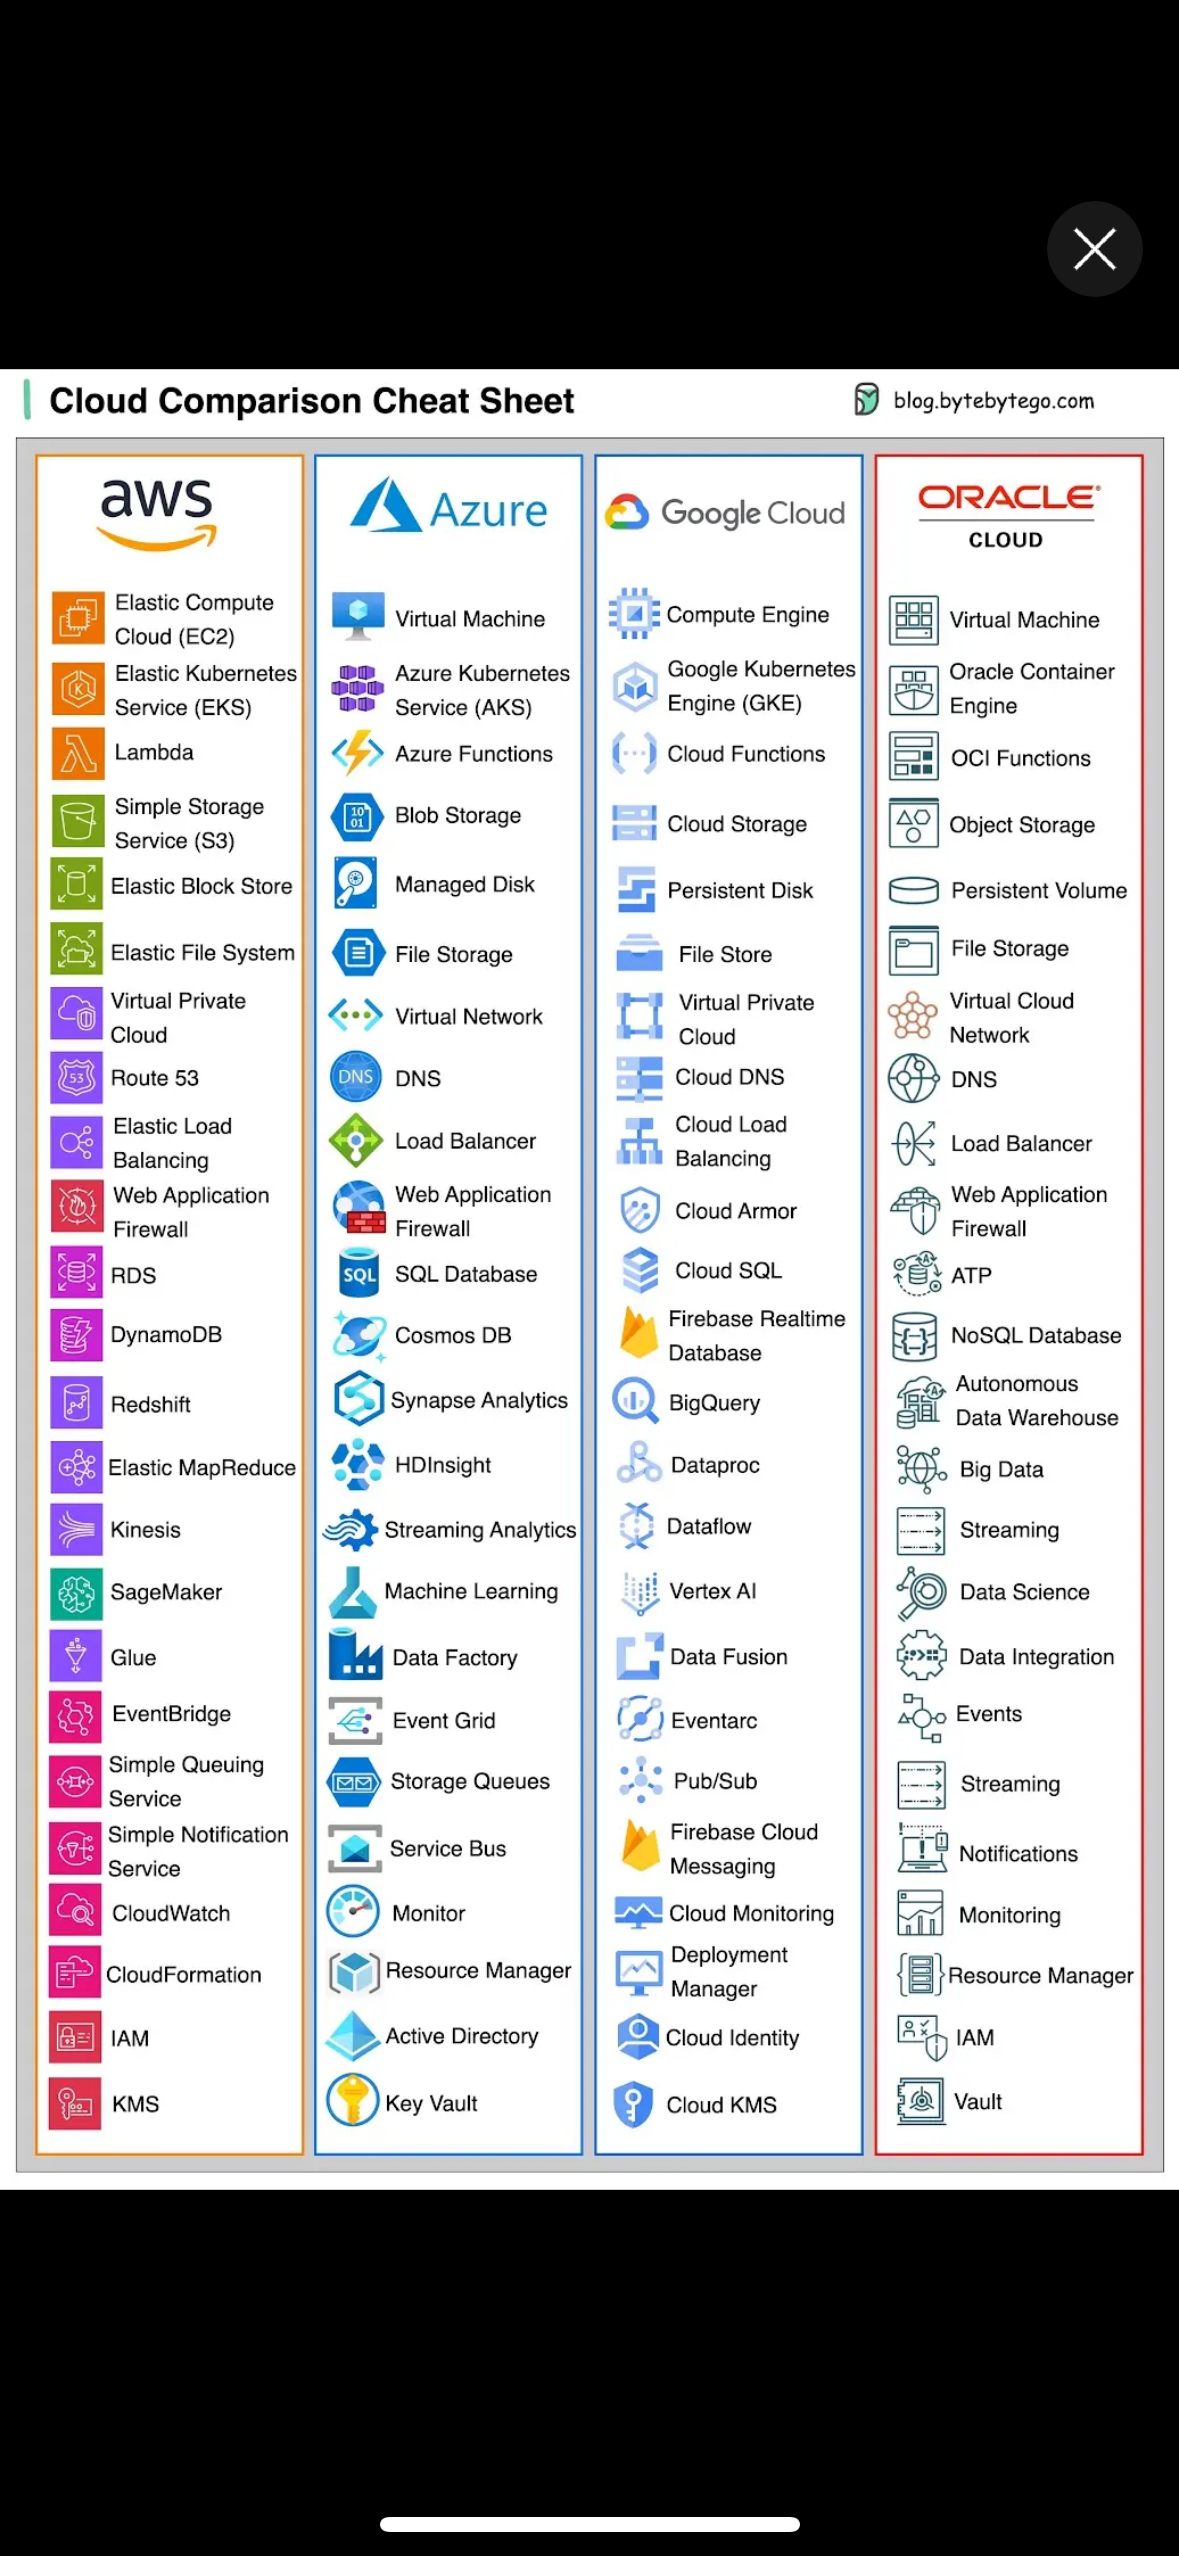 Cloud Comparison Cheat Sheet
blog.bytebytego.com
aws
Elastic Compute
Cloud (EC2)
Elastic Kubernetes
Service (EKS)
Lambda
Simple Storage
Service (S3)
Elastic Block Store
Elastic File System
Virtual Private
Cloud
53
Route 53
Elastic Load
Balancing
Web Application
Firewall
RDS
DynamoDB
Redshift
Elastic MapReduce
Kinesis
SageMaker
Glue
EventBridge
Simple Queuing
Service
Simple Notification
Service
CloudWatch
CloudFormation
IAM
KMS
Azure
Virtual Machine
Azure Kubernetes
Service (AKS)
Azure Functions
10
01
Blob Storage
Managed Disk
File Storage
Virtual Network
DNS
DNS
Load Balancer
Web Application
Firewall
SQL
SQL Database
Cosmos DB
Synapse Analytics
HDInsight
Streaming Analytics
Machine Learning
Data Factory
Event Grid
Storage Queues
Service Bus
Monitor
Resource Manager
Active Directory
Key Vault
Google Cloud
Compute Engine
Google Kubernetes
Engine (GKE)
Cloud Functions
Cloud Storage
Persistent Disk
File Store
Virtual Private
Cloud
Cloud DNS
Cloud Load
Balancing
Cloud Armor
Cloud SQL
Firebase Realtime
Database
BigQuery
Dataproc
Dataflow
Vertex AI
Data Fusion
Eventarc
Pub/Sub
Firebase Cloud
Messaging
Cloud Monitoring
Deployment
Manager
Cloud Identity
Cloud KMS
ORACLE®
CLOUD
Virtual Machine
Oracle Container
Engine
OCI Functions
Object Storage
Persistent Volume
File Storage
Virtual Cloud
Network
DNS
Load Balancer
Web Application
Firewall
ATP
NoSQL Database
Autonomous
Data Warehouse
Big Data
Streaming
Data Science
Data Integration
Events
Streaming
Notifications
Monitoring
Resource Manager
IAM
Vault